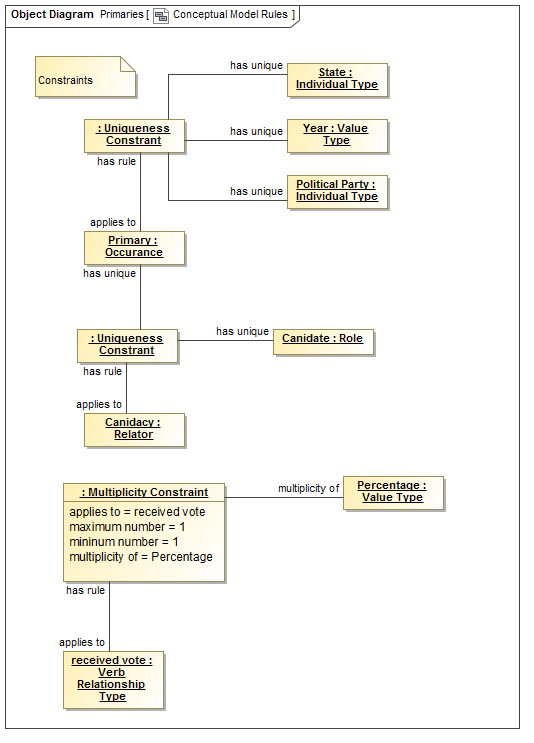 Object Diagram Primaries [ Conceptual Model Rules ]
Constraints
has unique
State :
Individual Type
: Uniqueness
Constrant
has unique
Year : Value
Type
has rule
has unique
Political Party :
Individual Type
applies to
Primary :
Occurance
has unique
: Uniqueness
Constrant
has unique
Canidate : Role
has rule
applies to
Canidacy :
Relator
: Multiplicity Constraint
applies to = received vote
maximum number = 1
mininum number = 1
multiplicity of = Percentage
multiplicity of
Percentage :
Value Type
has rule
applies to
received vote :
Verb
Relationship
Type